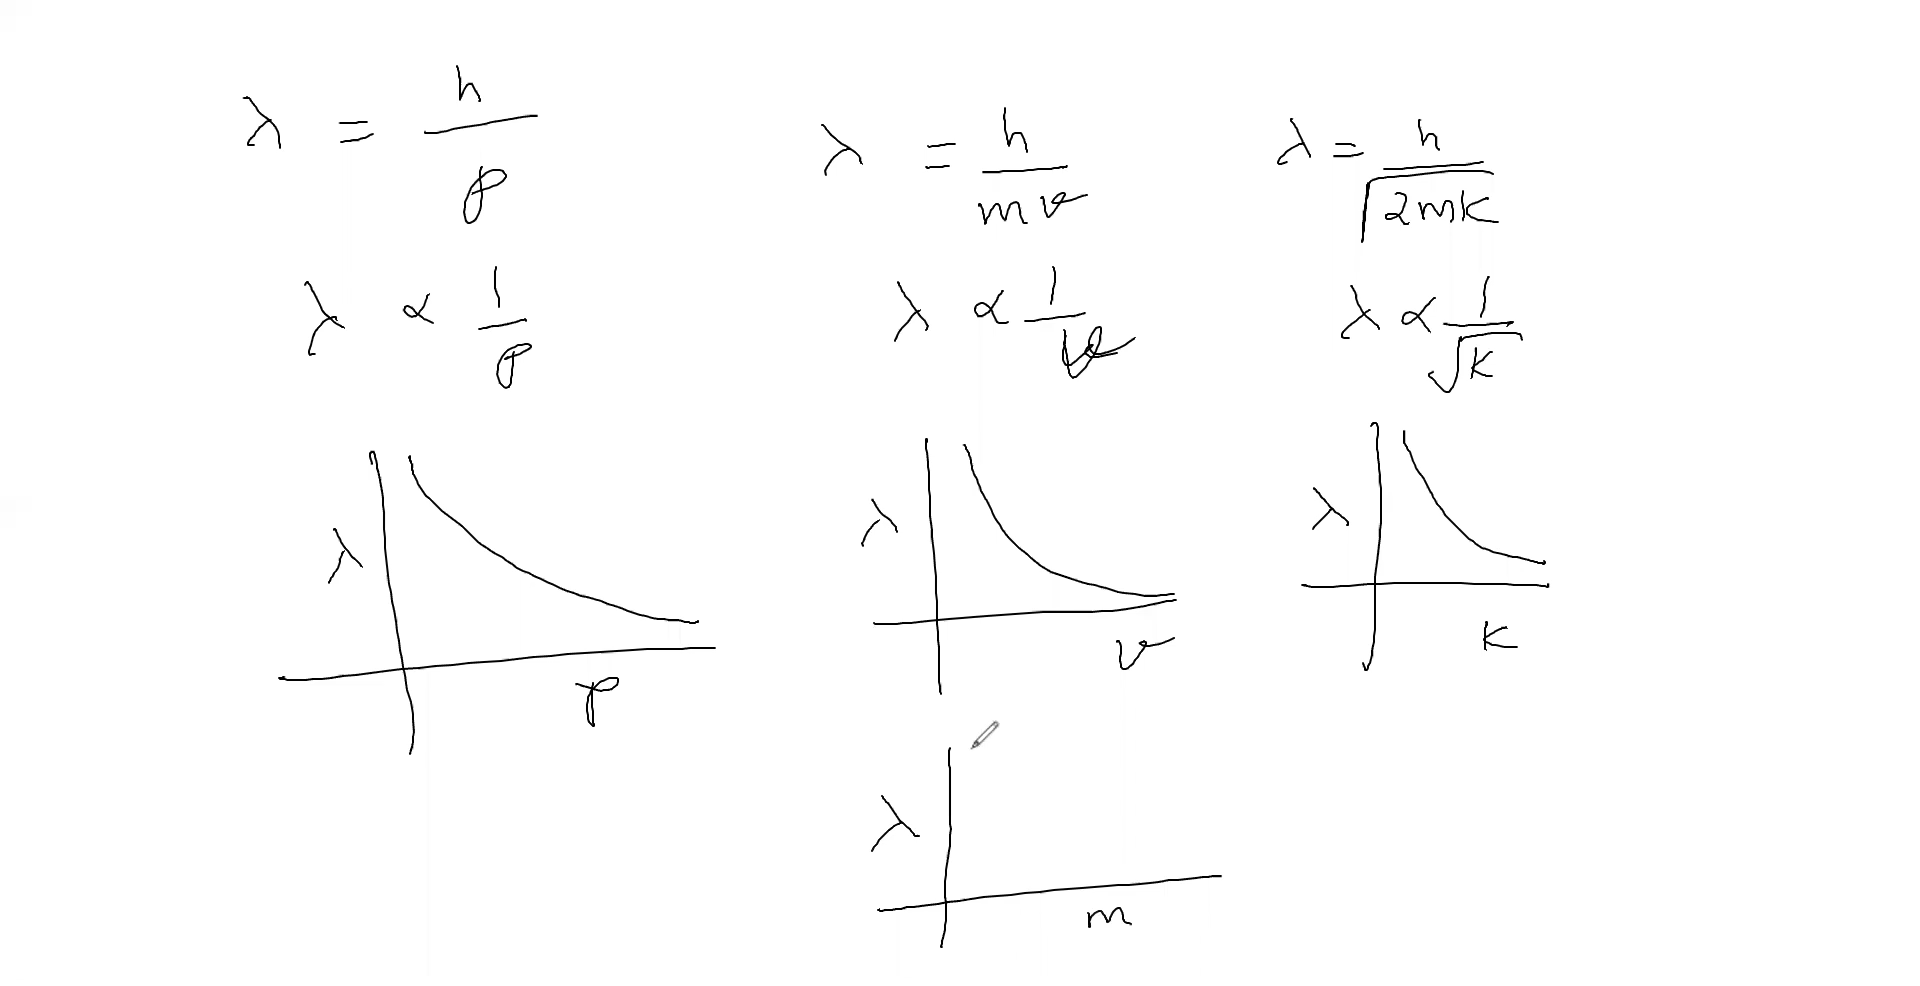 λ = h/p
λ = h/mv
λ = h/√2mK
λ ∝ 1/p
λ ∝ 1/v
λ ∝ 1/√K
λ
p
λ
v
λ
K
λ
m